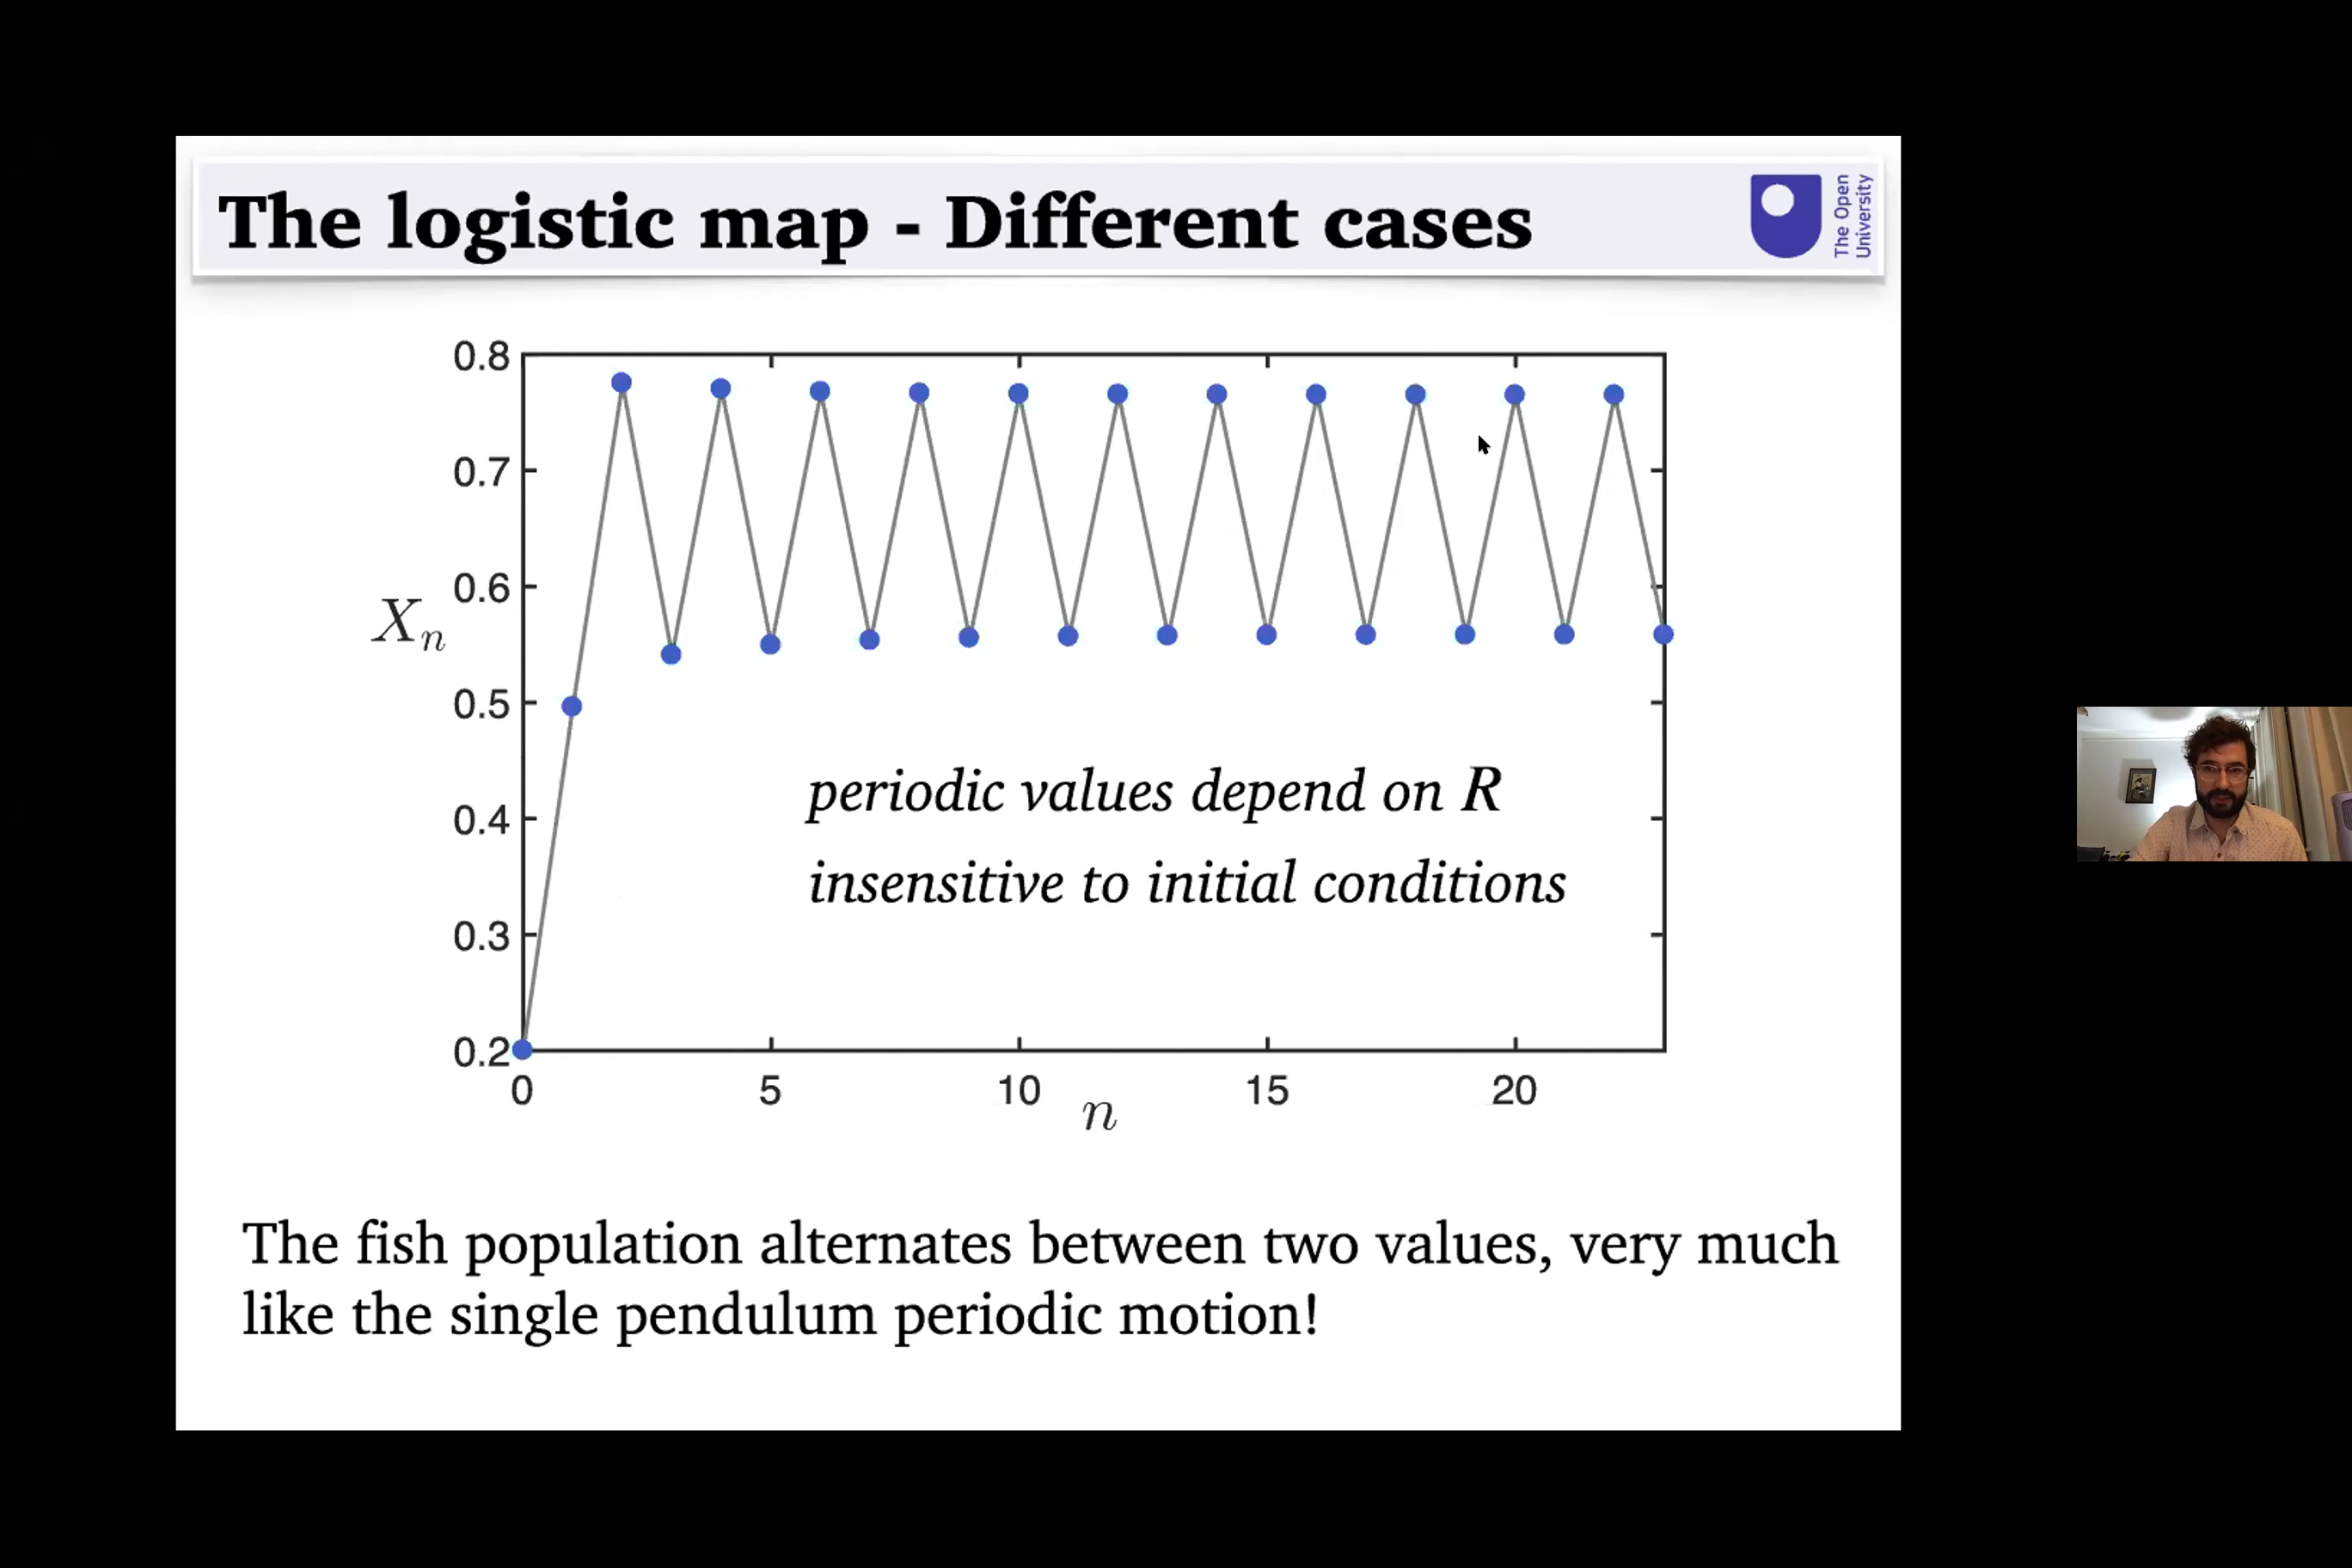 The logistic map - Different cases
The Open
University
0.8
0.7
0.6
0.5
0.4
0.3
0.2
Xn
periodic values depend on R
insensitive to initial conditions
0 5 10 15 20
n
The fish population alternates between two values, very much
like the single pendulum periodic motion!